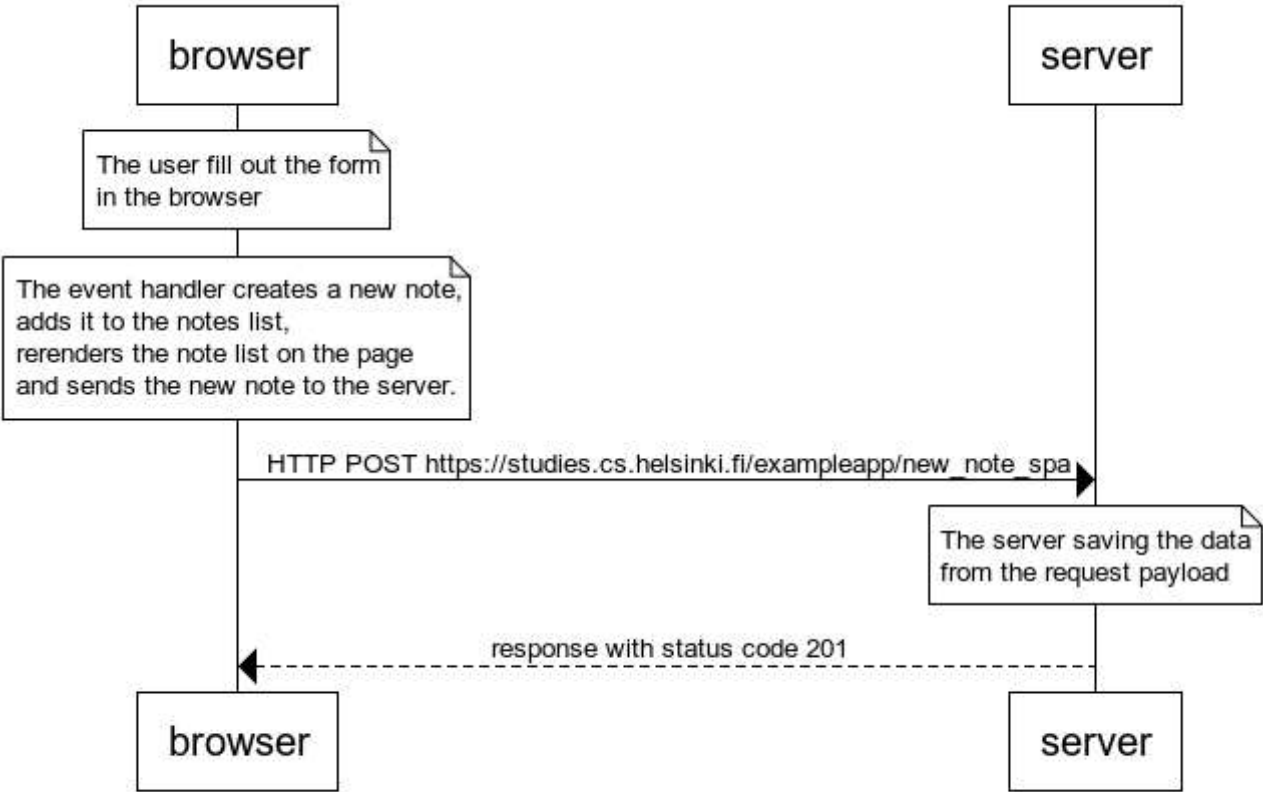 browser
server
The user fill out the form
in the browser
The event handler creates a new note,
adds it to the notes list,
rerenders the note list on the page
and sends the new note to the server.
HTTP POST https://studies.cs.helsinki.fi/exampleapp/new_note_spa
The server saving the data
from the request payload
response with status code 201
browser
server